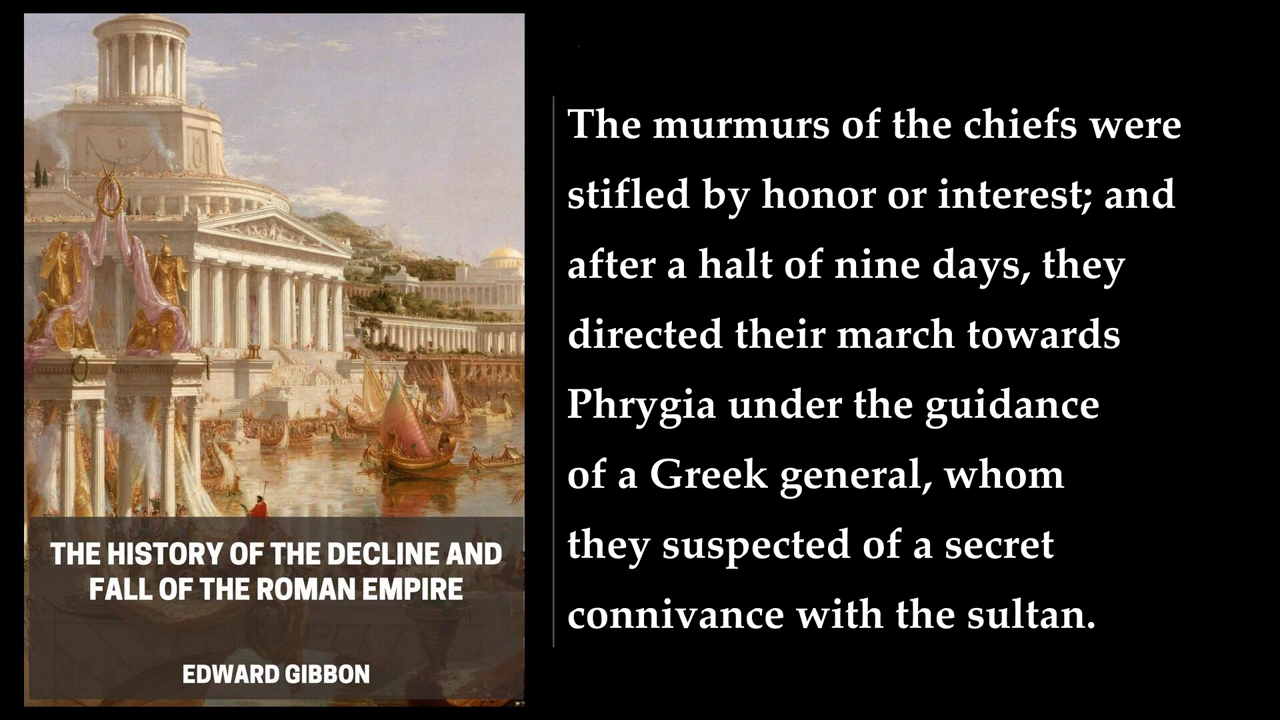 THE HISTORY OF THE DECLINE AND
FALL OF THE ROMAN EMPIRE
EDWARD GIBBON
The murmurs of the chiefs were
stifled by honor or interest; and
after a halt of nine days, they
directed their march towards
Phrygia under the guidance
of a Greek general, whom
they suspected of a secret
connivance with the sultan.